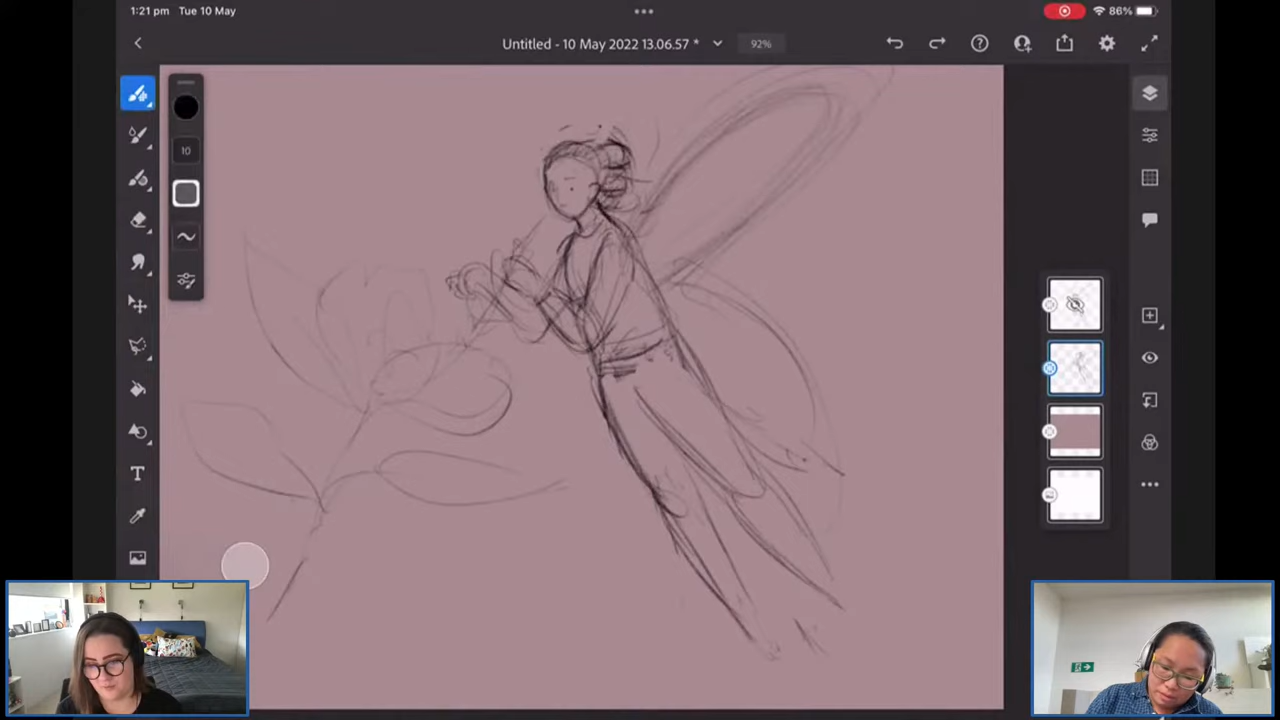 1:21 pm Tue 10 May
86%
Untitled - 10 May 2022 13.06.57 *
92%
10
T